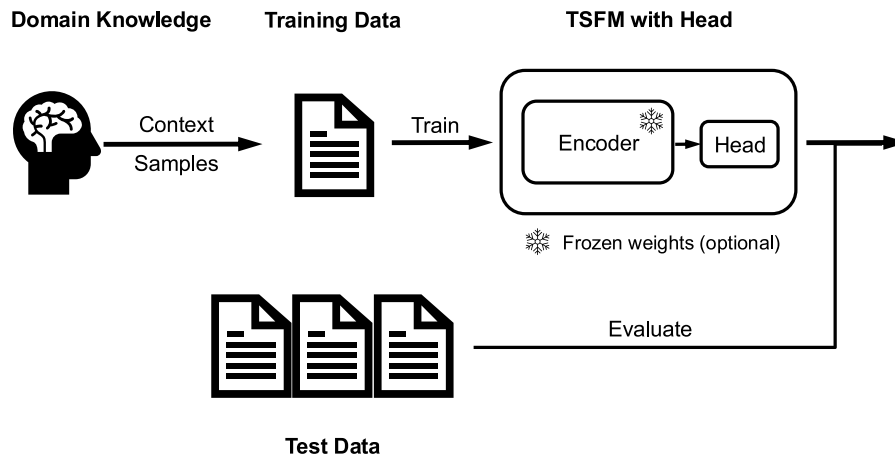 Domain Knowledge
Training Data
TSFM with Head
Context
Samples
Train
Encoder
Head
Frozen weights (optional)
Evaluate
Test Data